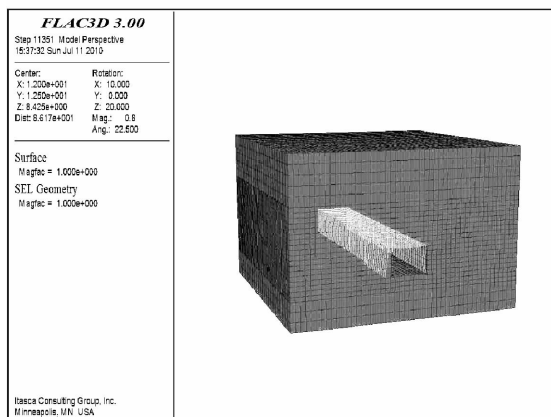 FLAC3D 3.00
Step 11351 Model Perspective
15:37:32 Sun Jul 11 2010
Center: Rotation:
X: 1.200e+001 X: 10.000
Y: 1.250e+001 Y: 0.000
Z: 8.425e+000 Z: 20.000
Dist: 8.617e+001 Mag.: 0.8
Ang.: 22.500
Surface
Magfac = 1.000e+000
SEL Geometry
Magfac = 1.000e+000
Itasca Consulting Group, Inc.
Minneapolis, MN USA